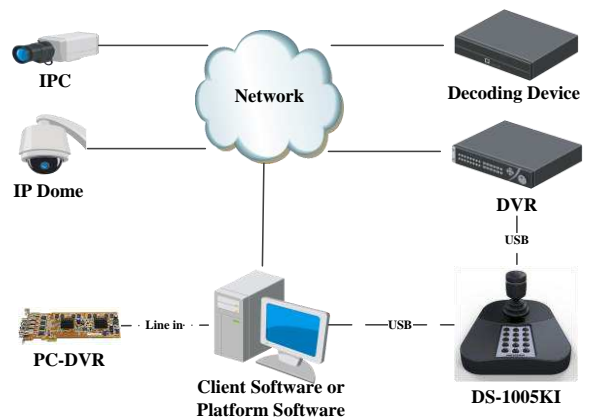 IPC
Network
Decoding Device
IP Dome
DVR
USB
Line in
USB
PC-DVR
Client Software or
Platform Software
DS-1005KI